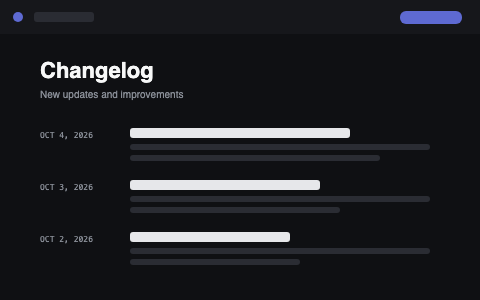 Changelog
New updates and improvements
OCT 4, 2026
OCT 3, 2026
OCT 2, 2026